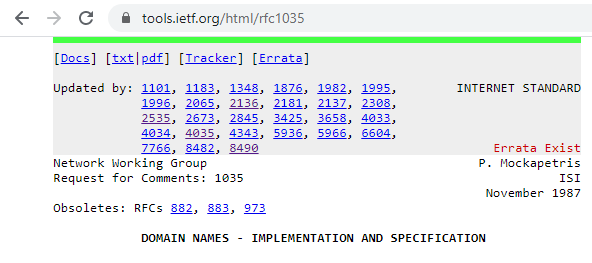 tools.ietf.org/html/rfc1035
[Docs] [txt|pdf] [Tracker] [Errata]
Updated by: 1101, 1183, 1348, 1876, 1982, 1995, INTERNET STANDARD
1996, 2065, 2136, 2181, 2137, 2308,
2535, 2673, 2845, 3425, 3658, 4033,
4034, 4035, 4343, 5936, 5966, 6604,
7766, 8482, 8490 Errata Exist
Network Working Group P. Mockapetris
Request for Comments: 1035 ISI
November 1987
Obsoletes: RFCs 882, 883, 973
DOMAIN NAMES - IMPLEMENTATION AND SPECIFICATION